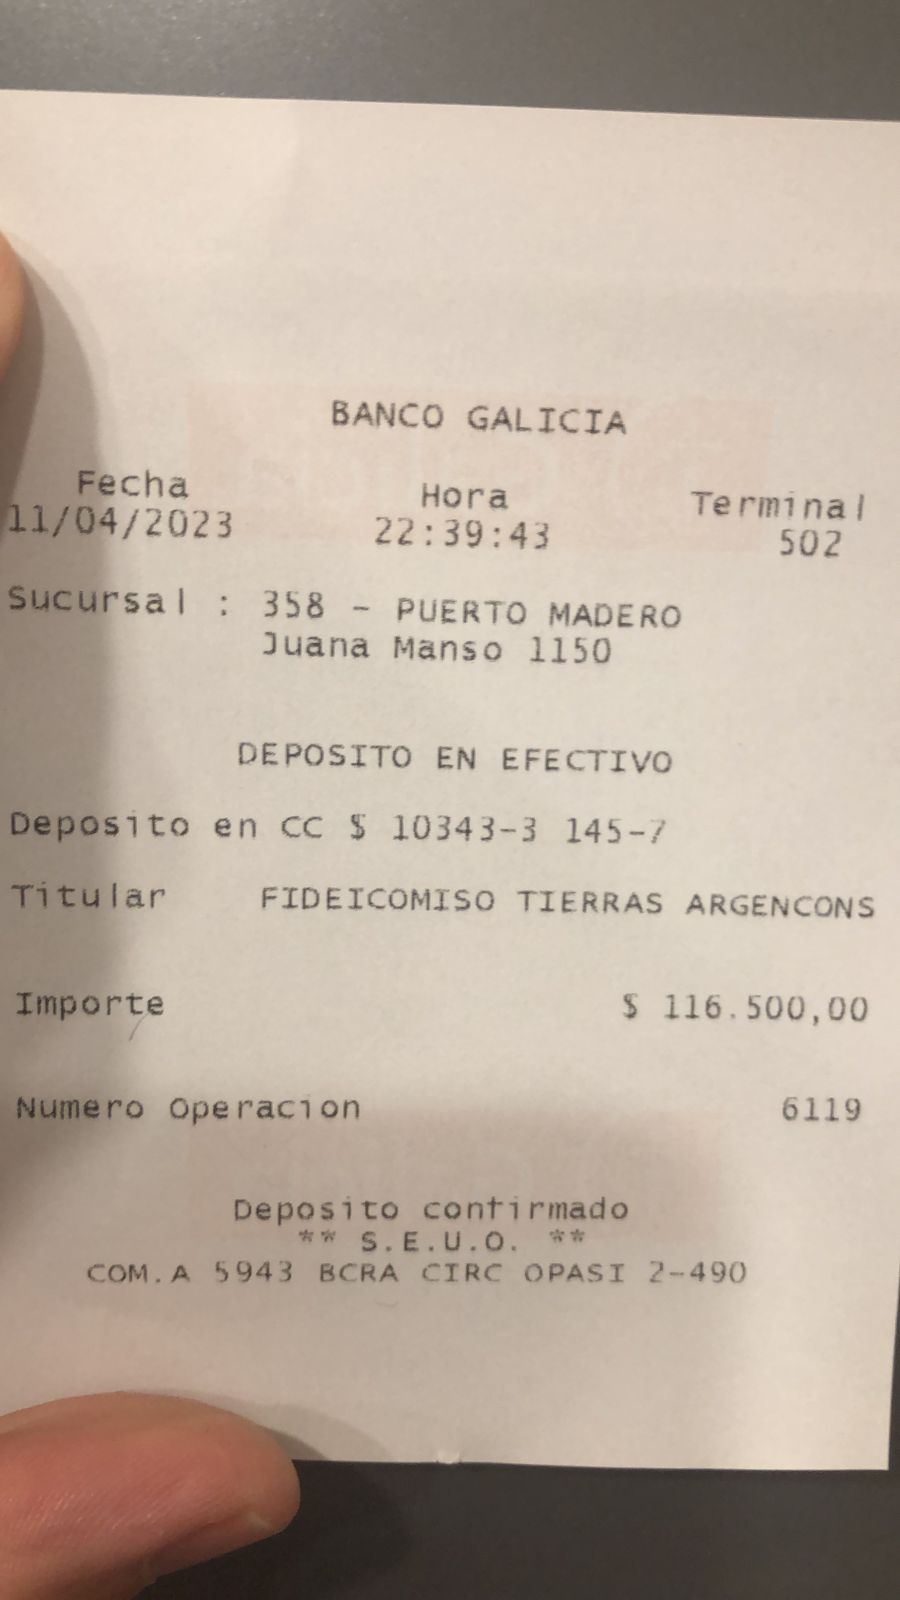 BANCO GALICIA
Fecha Hora Terminal
11/04/2023 22:39:43 502
Sucursal : 358 - PUERTO MADERO
Juana Manso 1150
DEPOSITO EN EFECTIVO
Deposito en CC $ 10343-3 145-7
Titular FIDEICOMISO TIERRAS ARGENCONS
Importe $ 116.500,00
Numero Operacion 6119
Deposito confirmado
** S.E.U.O. **
COM.A 5943 BCRA CIRC OPASI 2-490